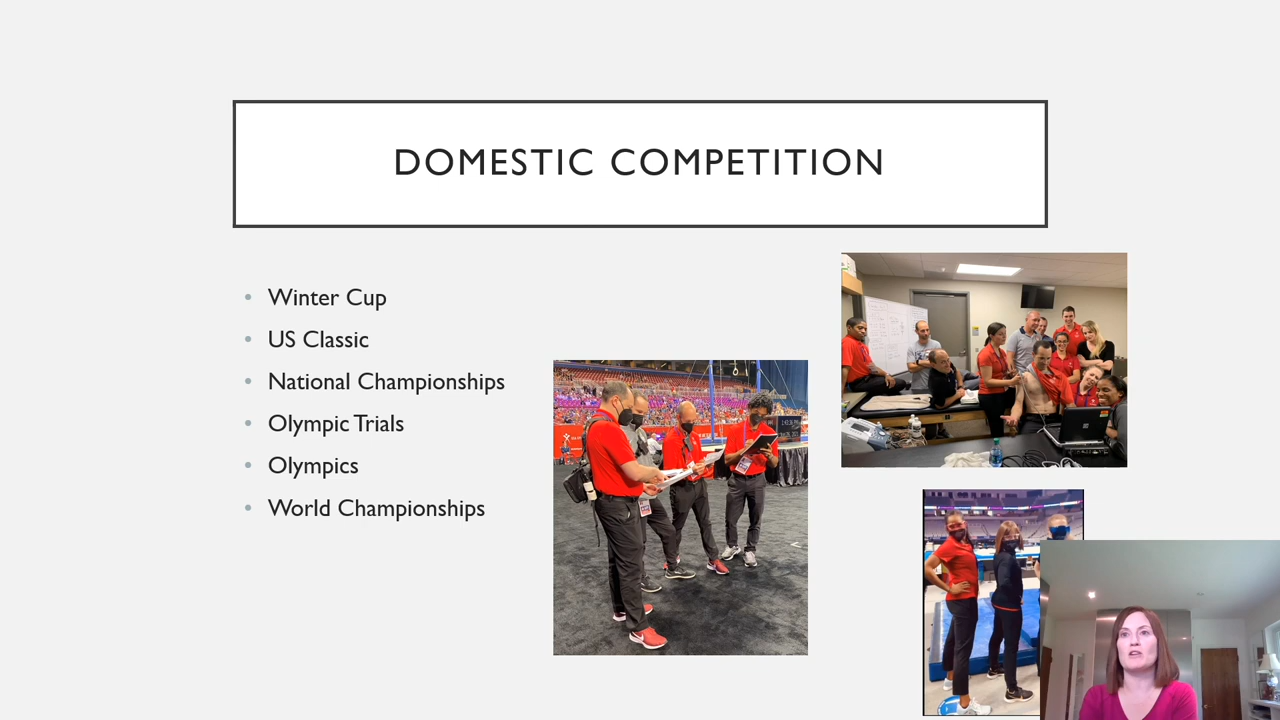 DOMESTIC COMPETITION
Winter Cup
US Classic
National Championships
Olympic Trials
Olympics
World Championships